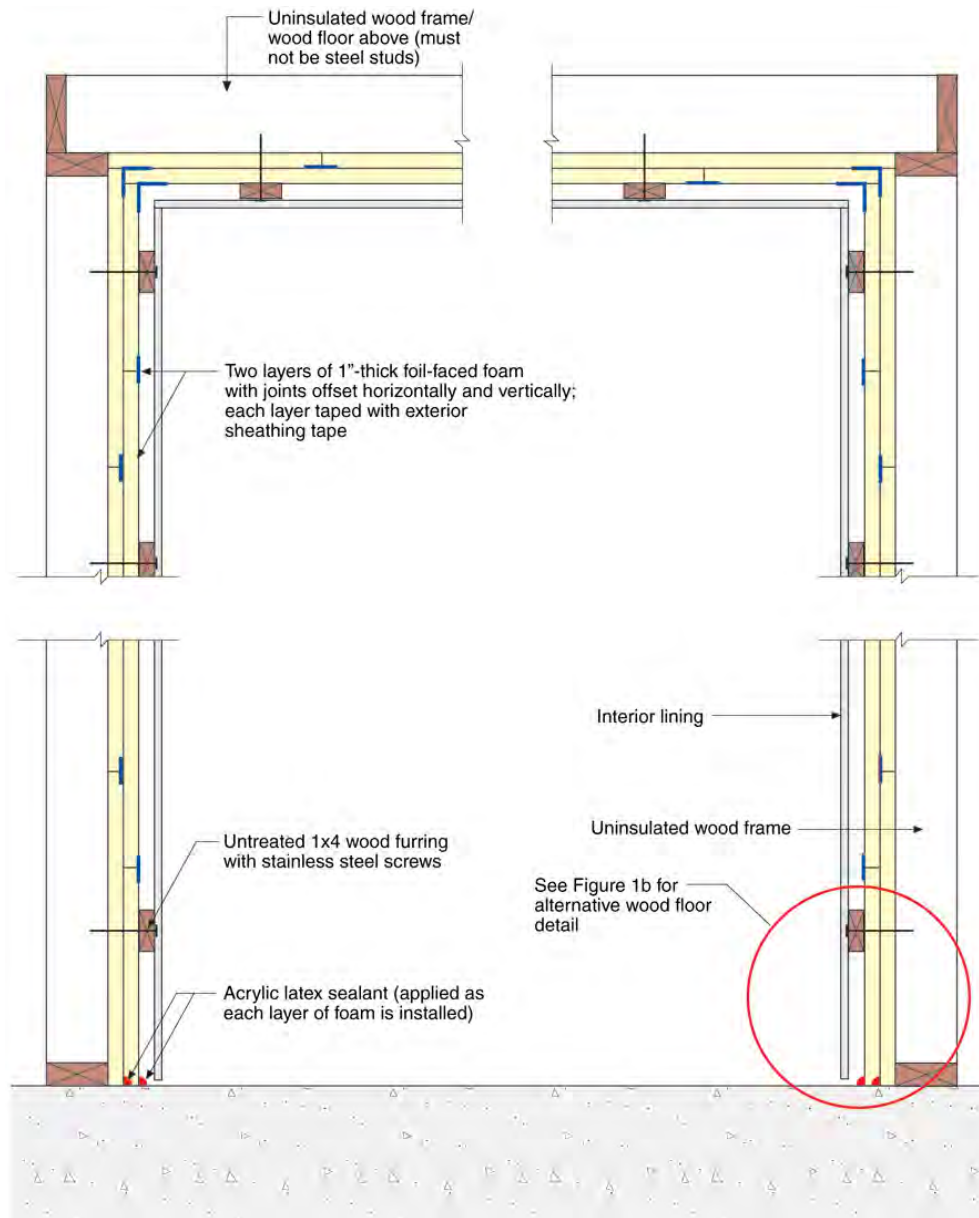 Uninsulated wood frame/
wood floor above (must
not be steel studs)
Two layers of 1”-thick foil-faced foam
with joints offset horizontally and vertically;
each layer taped with exterior
sheathing tape
Interior lining
Uninsulated wood frame
Untreated 1x4 wood furring
with stainless steel screws
See Figure 1b for
alternative wood floor
detail
Acrylic latex sealant (applied as
each layer of foam is installed)